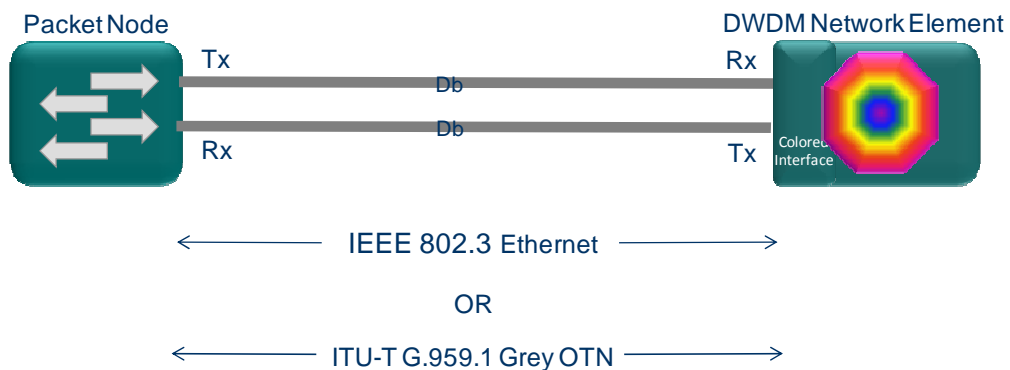 Packet Node
DWDM Network Element
Tx
Rx
Db
Db
Rx
Tx
Colored
Interface
IEEE 802.3 Ethernet
OR
ITU-T G.959.1 Grey OTN